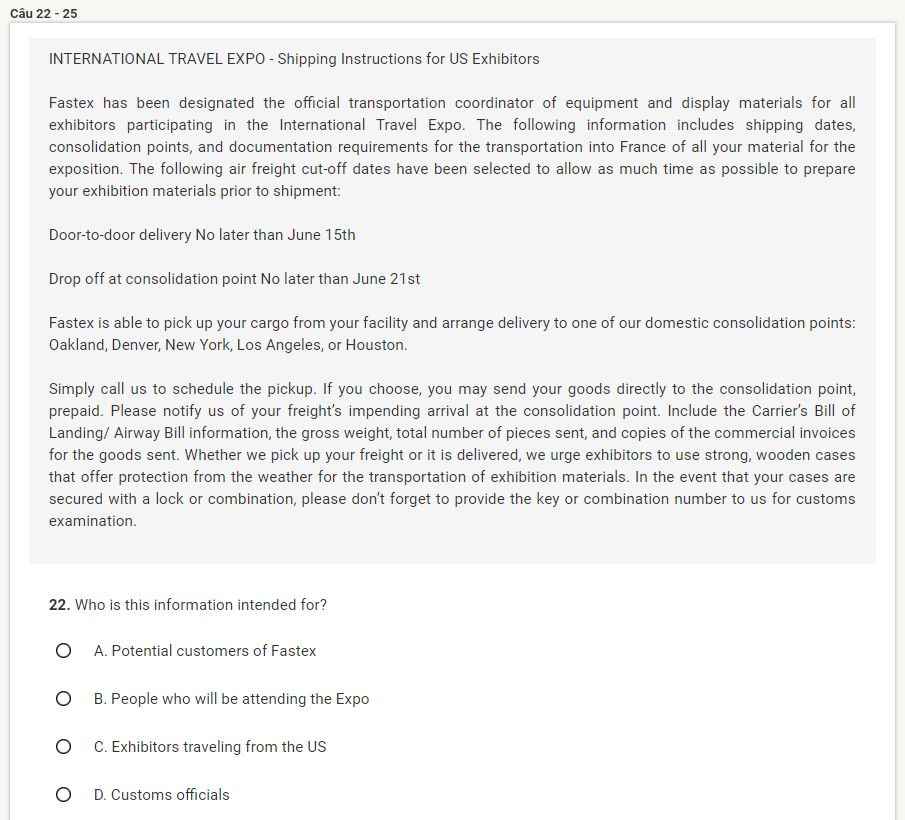 Câu 22 - 25
INTERNATIONAL TRAVEL EXPO - Shipping Instructions for US Exhibitors
Fastex has been designated the official transportation coordinator of equipment and display materials for all
exhibitors participating in the International Travel Expo. The following information includes shipping dates,
consolidation points, and documentation requirements for the transportation into France of all your material for the
exposition. The following air freight cut-off dates have been selected to allow as much time as possible to prepare
your exhibition materials prior to shipment:
Door-to-door delivery No later than June 15th
Drop off at consolidation point No later than June 21st
Fastex is able to pick up your cargo from your facility and arrange delivery to one of our domestic consolidation points:
Oakland, Denver, New York, Los Angeles, or Houston.
Simply call us to schedule the pickup. If you choose, you may send your goods directly to the consolidation point,
prepaid. Please notify us of your freight's impending arrival at the consolidation point. Include the Carrier's Bill of
Landing/ Airway Bill information, the gross weight, total number of pieces sent, and copies of the commercial invoices
for the goods sent. Whether we pick up your freight or it is delivered, we urge exhibitors to use strong, wooden cases
that offer protection from the weather for the transportation of exhibition materials. In the event that your cases are
secured with a lock or combination, please don't forget to provide the key or combination number to us for customs
examination.
22. Who is this information intended for?
A. Potential customers of Fastex
B. People who will be attending the Expo
C. Exhibitors traveling from the US
D. Customs officials